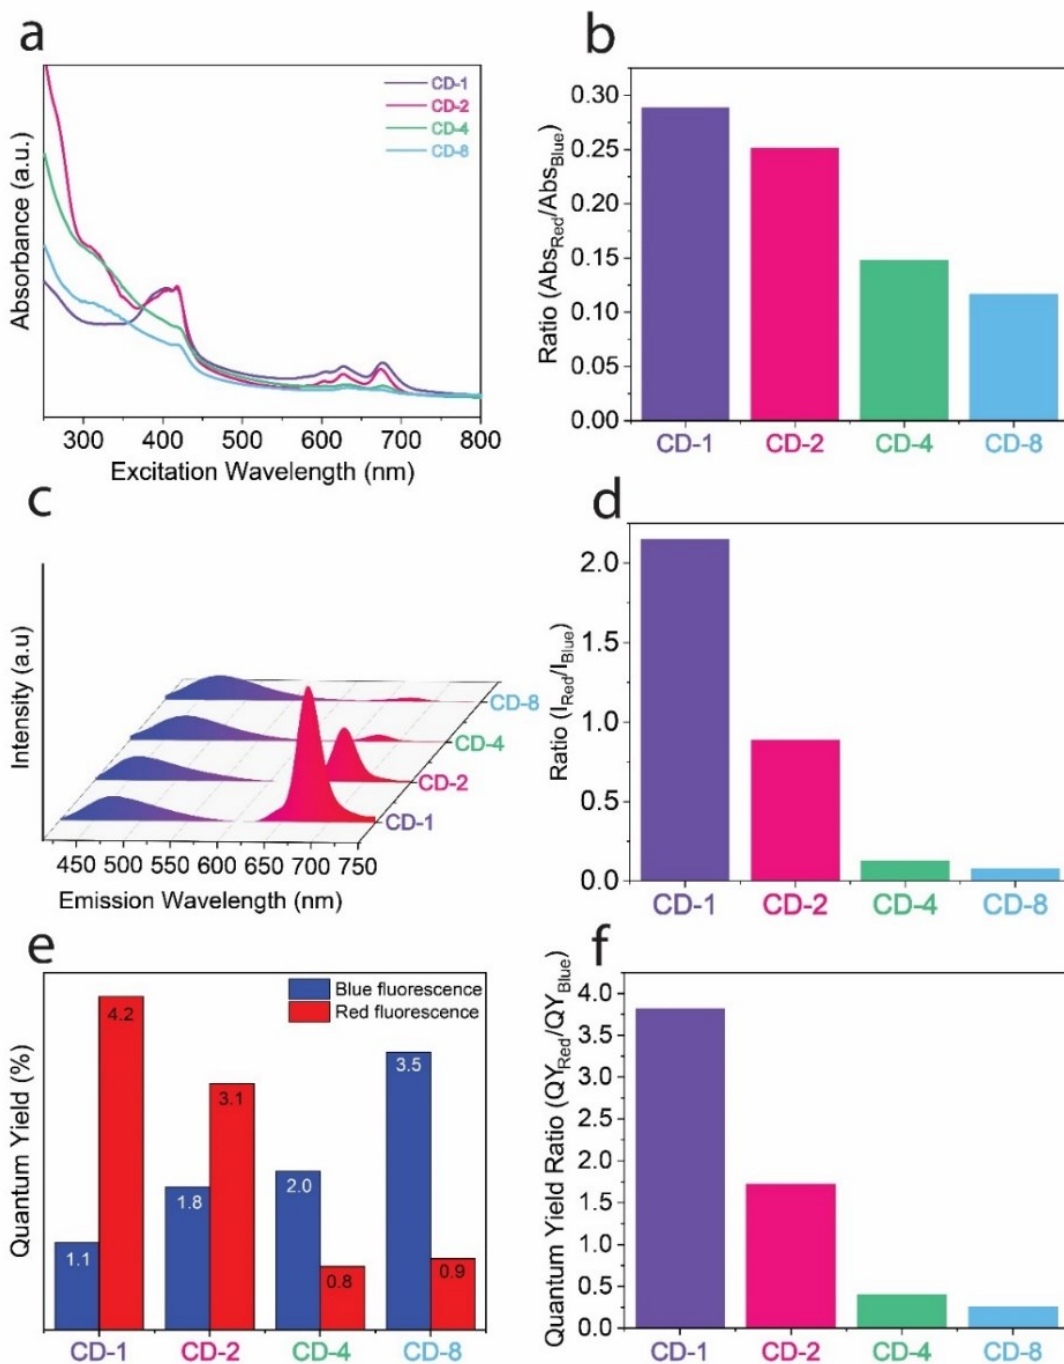 a
CD-1
CD-2
CD-4
CD-8
Absorbance (a.u.)
300 400 500 600 700 800
Excitation Wavelength (nm)
b
Ratio (Abs_Red/Abs_Blue)
0.30
0.25
0.20
0.15
0.10
0.05
0.00
CD-1 CD-2 CD-4 CD-8
c
Intensity (a.u)
CD-8
CD-4
CD-2
CD-1
450 500 550 600 650 700 750
Emission Wavelength (nm)
d
Ratio (I_Red/I_Blue)
2.0
1.5
1.0
0.5
0.0
CD-1 CD-2 CD-4 CD-8
e
Quantum Yield (%)
Blue fluorescence
Red fluorescence
1.1 4.2 1.8 3.1 2.0 0.8 3.5 0.9
CD-1 CD-2 CD-4 CD-8
f
Quantum Yield Ratio (QY_Red/QY_Blue)
4.0
3.5
3.0
2.5
2.0
1.5
1.0
0.5
0.0
CD-1 CD-2 CD-4 CD-8